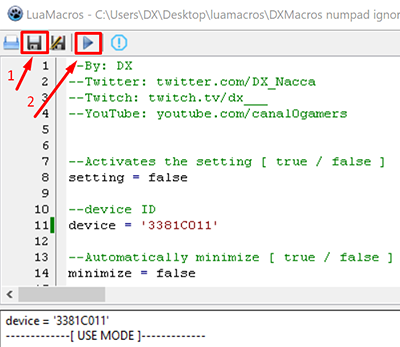 LuaMacros - C:\Users\DX\Desktop\luamacros\DXMacros numpad ignor
1
2
1 --By: DX
2 --Twitter: twitter.com/DX_Nacca
3 --Twitch: twitch.tv/dx___
4 --YouTube: youtube.com/canal0gamers
5
6
7 --Activates the setting [ true / false ]
8 setting = false
9
10 --device ID
11 device = '3381C011'
12
13 --Automatically minimize [ true / false ]
14 minimize = false
device = '3381C011'
-------------[ USE MODE ]-------------